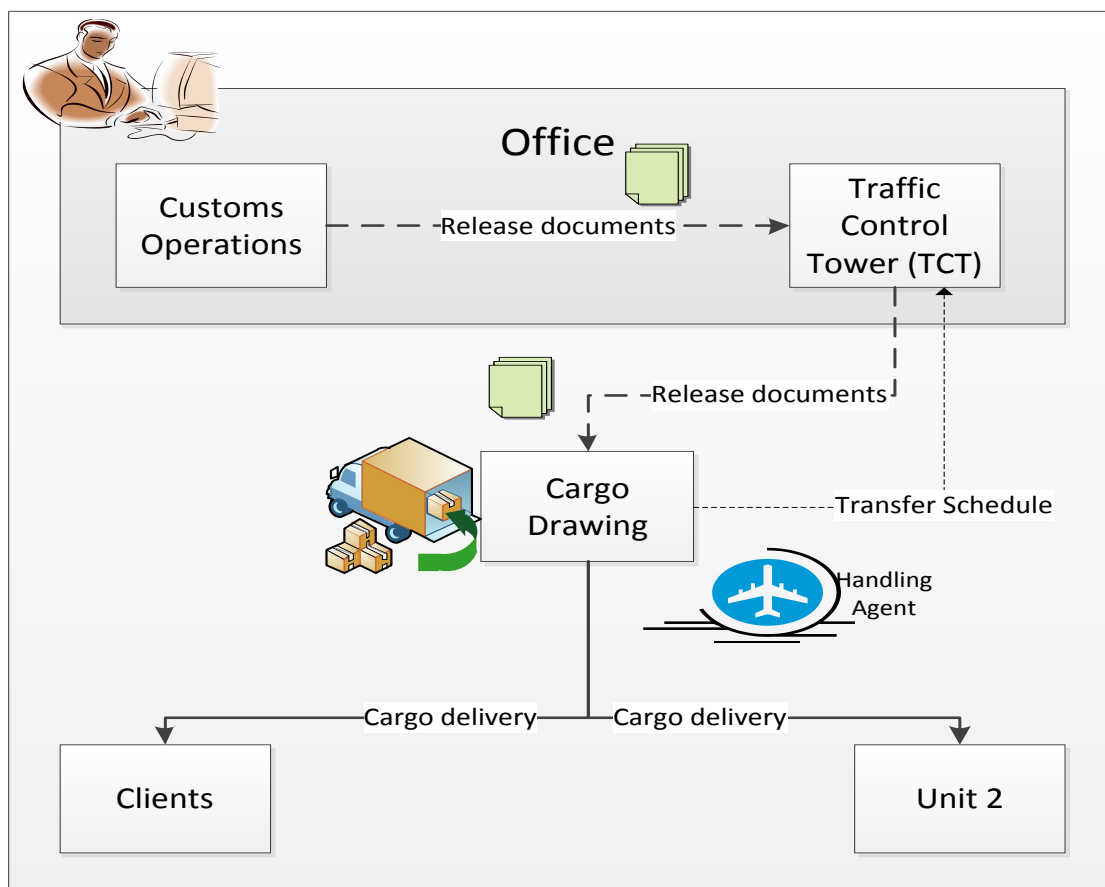 Office
Customs
Operations
Release documents
Traffic
Control
Tower (TCT)
Release documents
Cargo
Drawing
Transfer Schedule
Handling
Agent
Cargo delivery
Cargo delivery
Clients
Unit 2